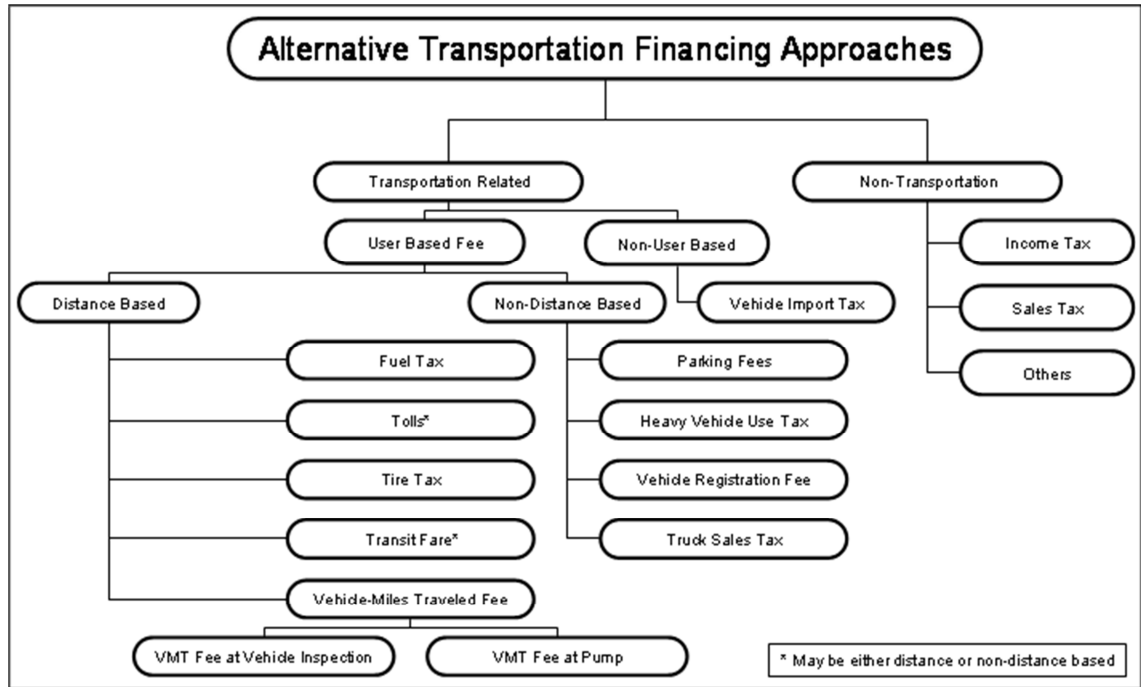 Alternative Transportation Financing Approaches
Transportation Related
Non-Transportation
User Based Fee
Non-User Based
Income Tax
Distance Based
Non-Distance Based
Vehicle Import Tax
Sales Tax
Fuel Tax
Parking Fees
Others
Tolls*
Heavy Vehicle Use Tax
Tire Tax
Vehicle Registration Fee
Transit Fare*
Truck Sales Tax
Vehicle-Miles Traveled Fee
VMT Fee at Vehicle Inspection
VMT Fee at Pump
* May be either distance or non-distance based